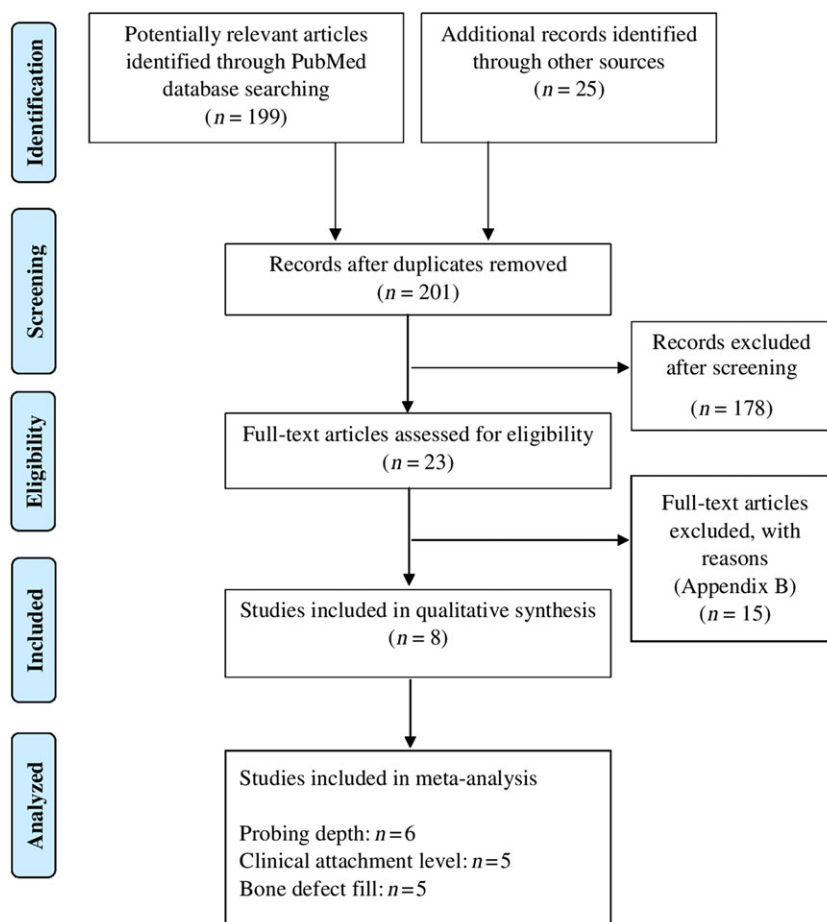 Identification
Potentially relevant articles
identified through PubMed
database searching
(n = 199)
Additional records identified
through other sources
(n = 25)
Screening
Records after duplicates removed
(n = 201)
Records excluded
after screening
(n = 178)
Eligibility
Full-text articles assessed for eligibility
(n = 23)
Full-text articles
excluded, with
reasons
(Appendix B)
(n = 15)
Included
Studies included in qualitative synthesis
(n = 8)
Analyzed
Studies included in meta-analysis
Probing depth: n=6
Clinical attachment level: n=5
Bone defect fill: n=5